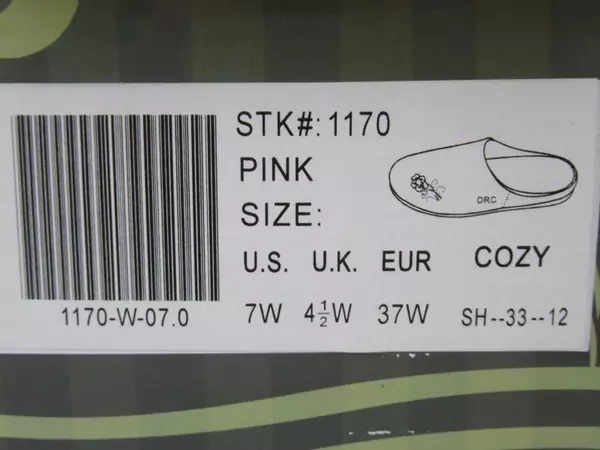 STK#: 1170
PINK
SIZE:
DRC
U.S. U.K. EUR COZY
7W 4½W 37W SH--33--12
1170-W-07.0